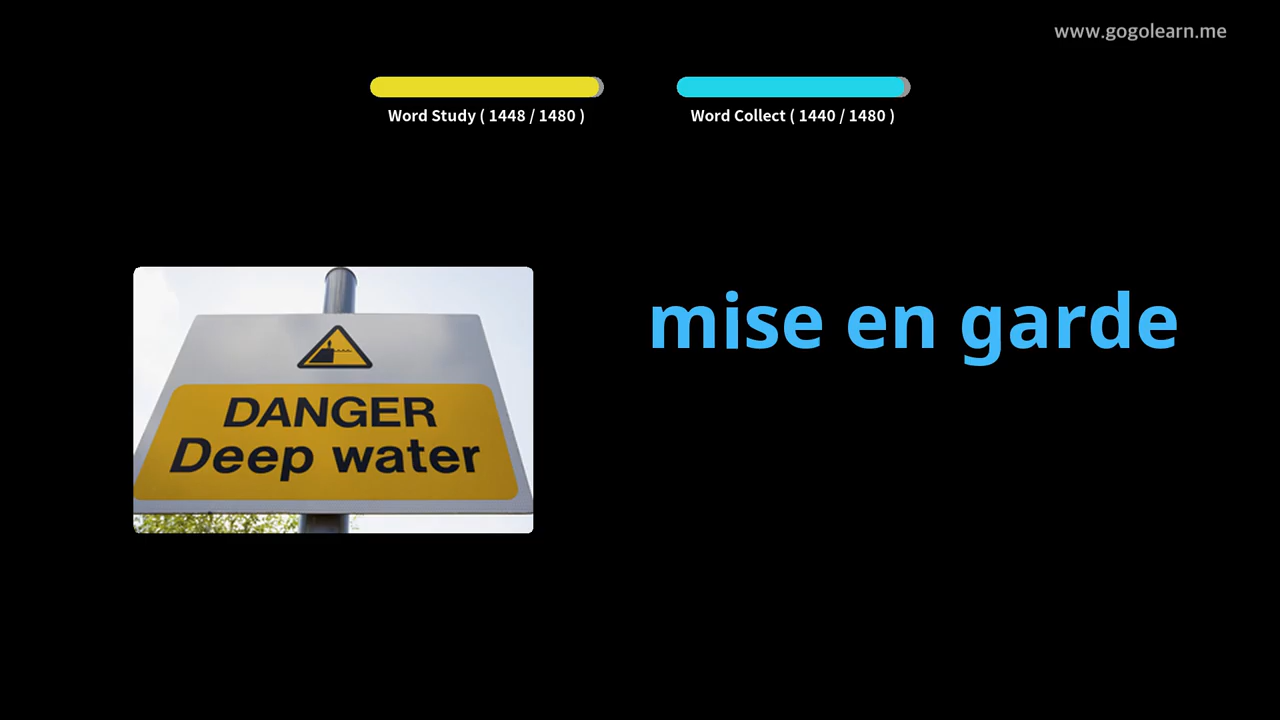 www.gogolearn.me
Word Study ( 1448 / 1480 )
Word Collect ( 1440 / 1480 )
mise en garde
DANGER
Deep water